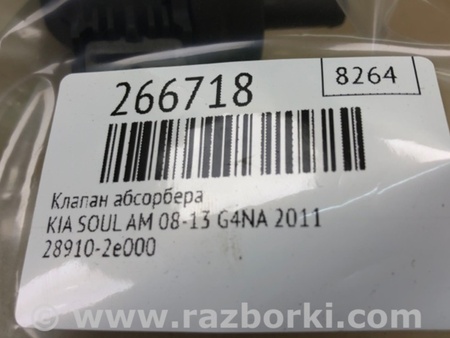 266718
8264
Клапан абсорбера
KIA SOUL AM 08-13 G4NA 2011
28910-2e000
www.razborki.com